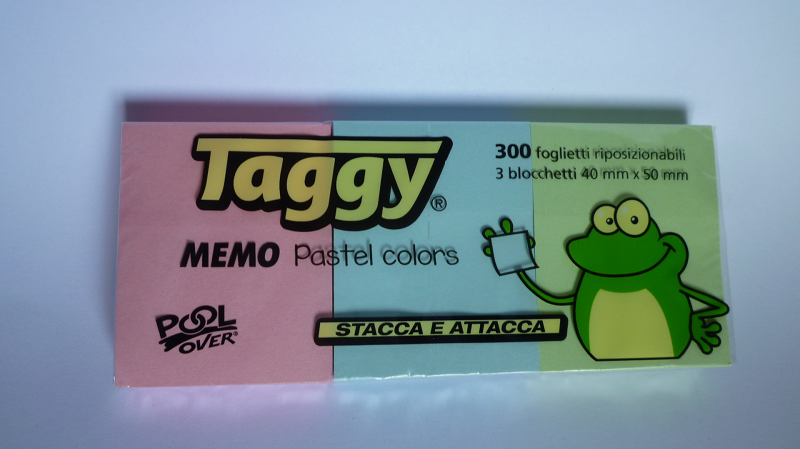 Taggy®
300 foglietti riposizionabili
3 blocchetti 40 mm x 50 mm
MEMO Pastel colors
STACCA E ATTACCA
POOL
OVER®